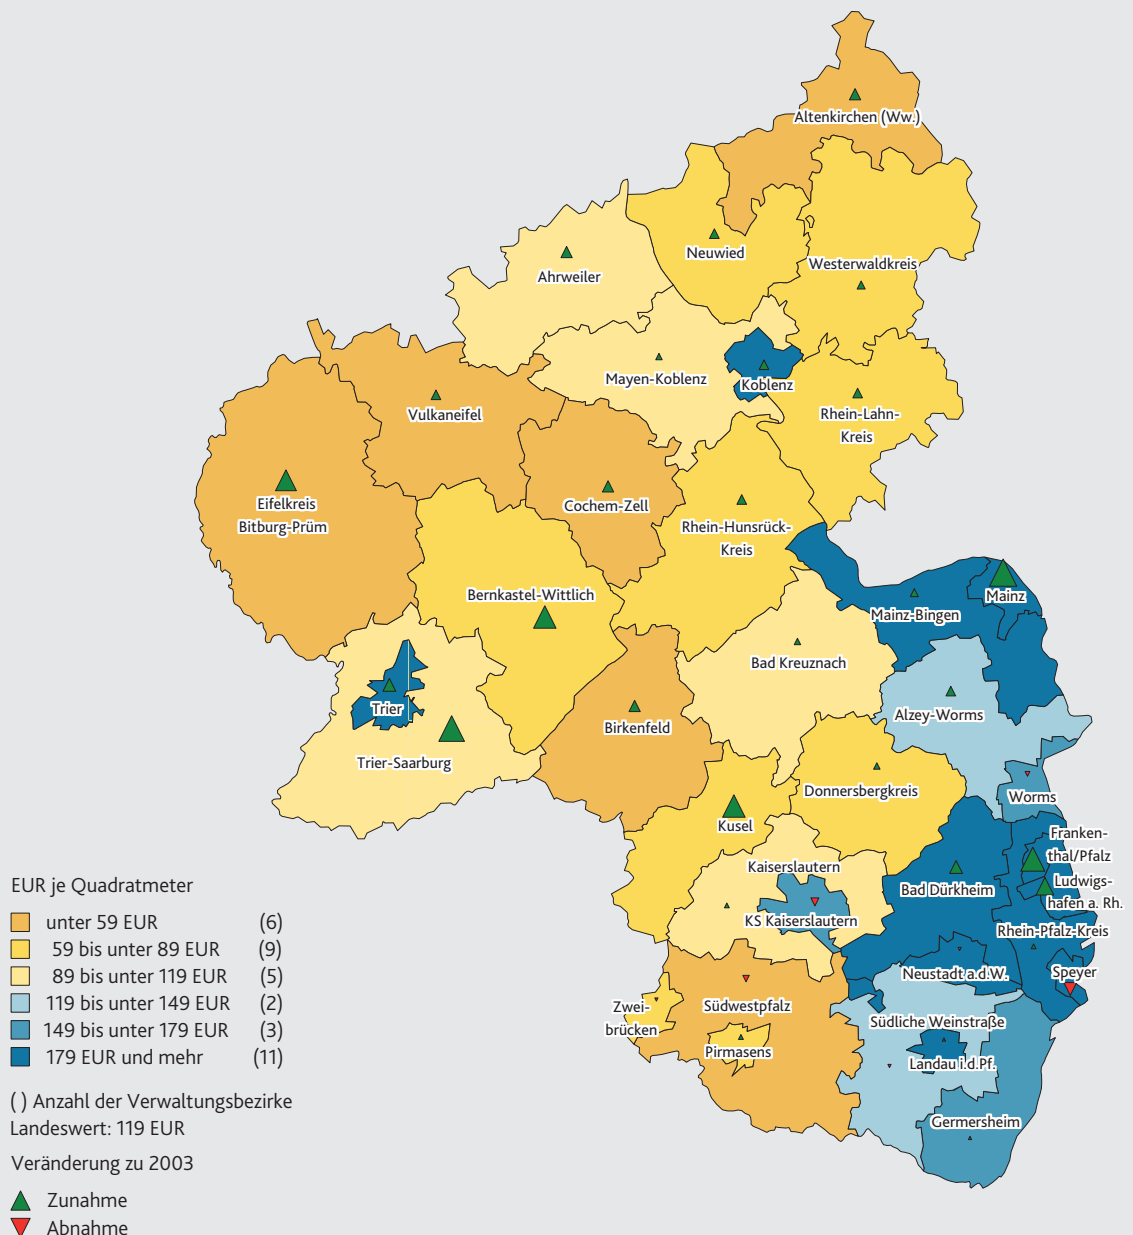 Altenkirchen (Ww.)
Neuwied
Westerwaldkreis
Ahrweiler
Mayen-Koblenz
Koblenz
Rhein-Lahn-
Kreis
Vulkaneifel
Eifelkreis
Bitburg-Prüm
Cochem-Zell
Rhein-Hunsrück-
Kreis
Bernkastel-Wittlich
Mainz
Mainz-Bingen
Bad Kreuznach
Alzey-Worms
Trier
Trier-Saarburg
Birkenfeld
Donnersbergkreis
Worms
Kusel
Franken-
thal/Pfalz
Ludwigs-
hafen a. Rh.
Kaiserslautern
KS Kaiserslautern
Bad Dürkheim
Rhein-Pfalz-Kreis
Neustadt a.d.W.
Speyer
Zwei-
brücken
Südwestpfalz
Pirmasens
Südliche Weinstraße
Landau i.d.Pf.
Germersheim
EUR je Quadratmeter
unter 59 EUR (6)
59 bis unter 89 EUR (9)
89 bis unter 119 EUR (5)
119 bis unter 149 EUR (2)
149 bis unter 179 EUR (3)
179 EUR und mehr (11)
( ) Anzahl der Verwaltungsbezirke
Landeswert: 119 EUR
Veränderung zu 2003
Zunahme
Abnahme